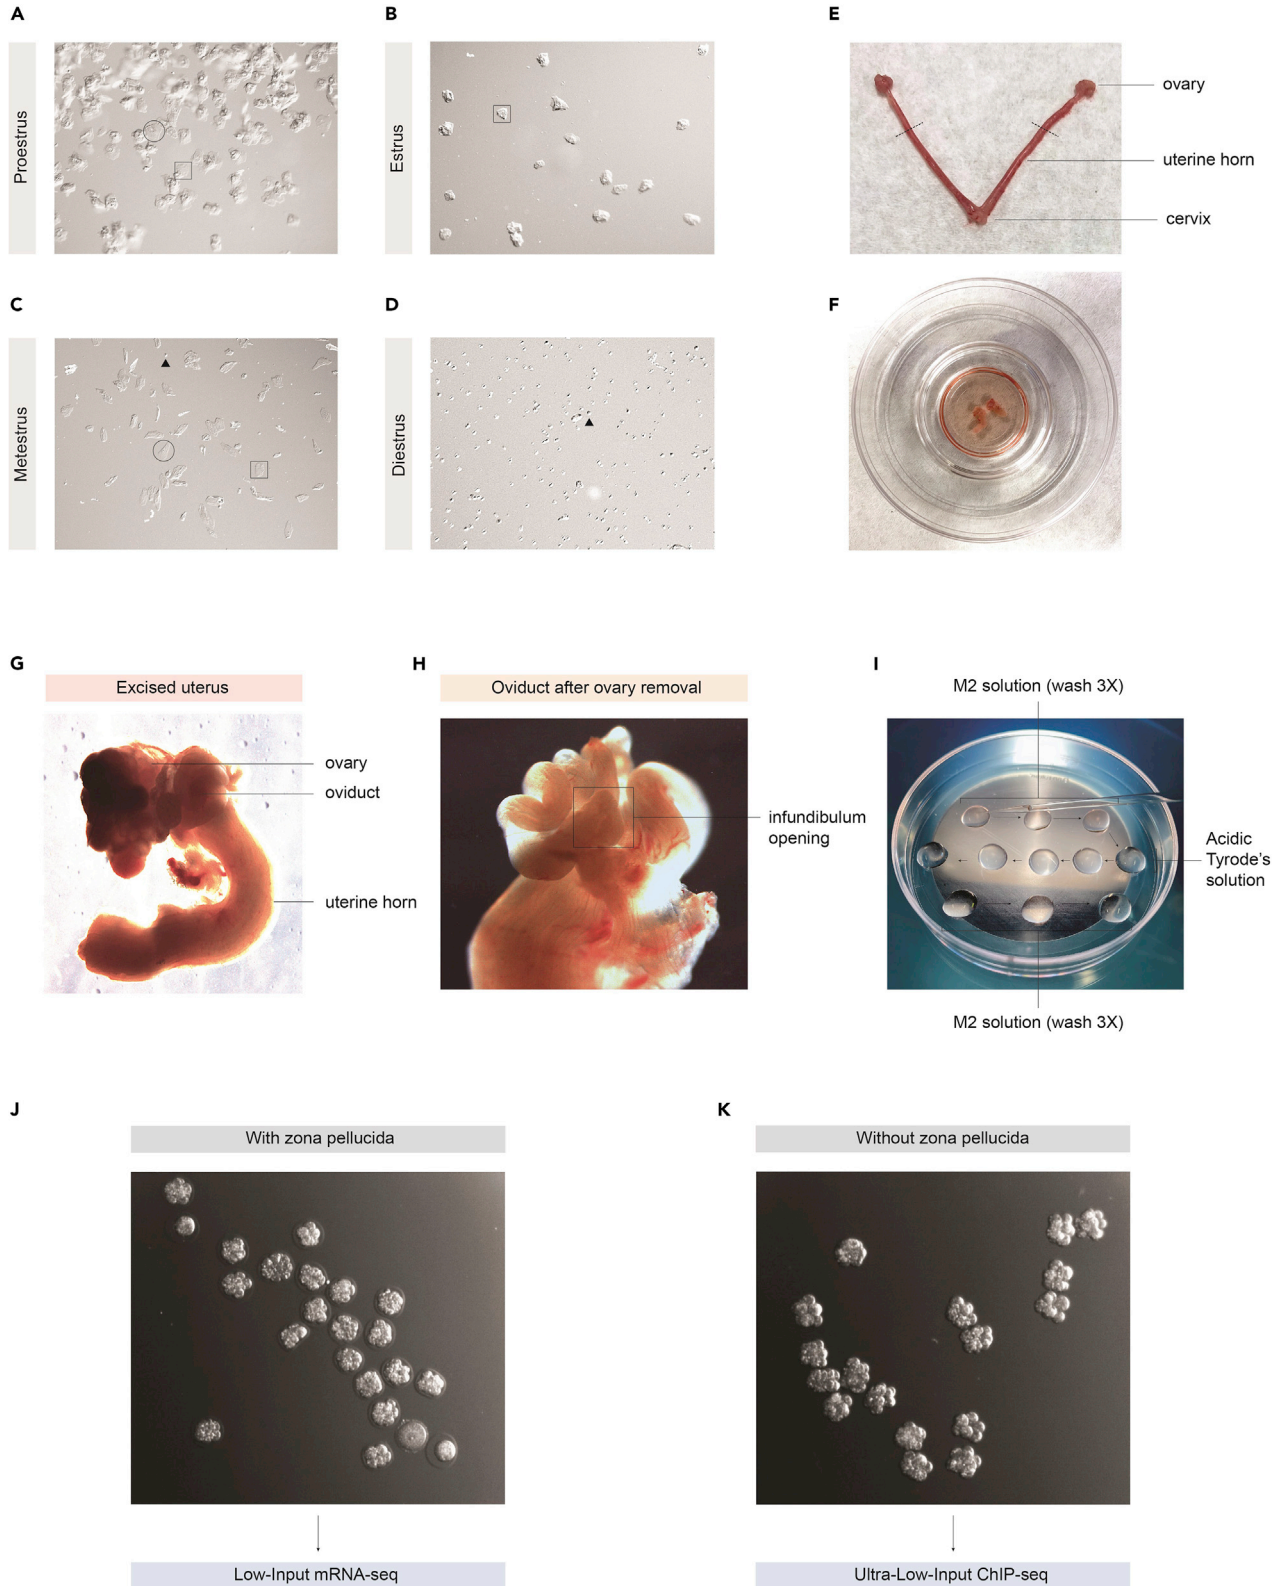 A
Proestrus
B
Estrus
C
Metestrus
D
Diestrus
E
ovary
uterine horn
cervix
F
G
Excised uterus
ovary
oviduct
uterine horn
H
Oviduct after ovary removal
infundibulum
opening
I
M2 solution (wash 3X)
Acidic
Tyrode's
solution
M2 solution (wash 3X)
J
With zona pellucida
Low-Input mRNA-seq
K
Without zona pellucida
Ultra-Low-Input ChIP-seq